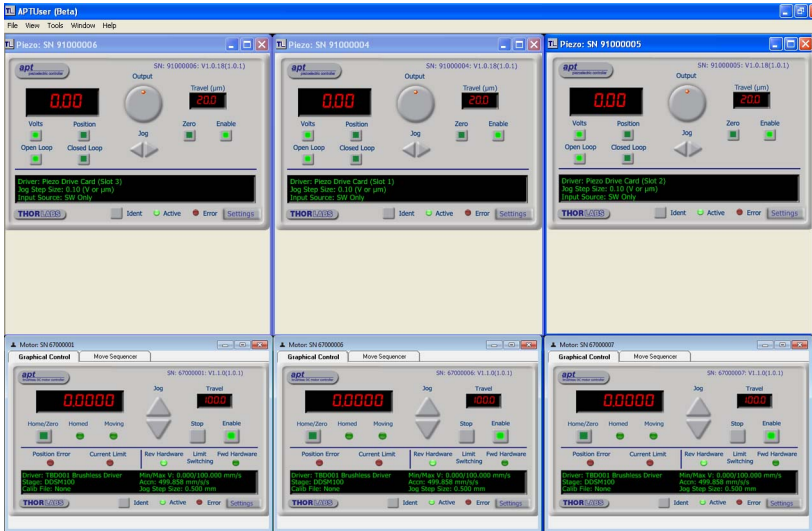 APTUser (Beta)
File View Tools Window Help
Piezo: SN 91000006
apt
SN: 91000006: V1.0.18(1.0.1)
Output
0.00
Travel (µm)
20.0
Volts Position
Jog
Zero Enable
Open Loop Closed Loop
Driver: Piezo Drive Card (Slot 3)
Jog Step Size: 0.10 (V or µm)
Input Source: SW Only
THORLABS Ident Active Error Settings
Piezo: SN 91000004
apt
SN: 91000004: V1.0.18(1.0.1)
Output
0.00
Travel (µm)
20.0
Volts Position
Jog
Zero Enable
Open Loop Closed Loop
Driver: Piezo Drive Card (Slot 1)
Jog Step Size: 0.10 (V or µm)
Input Source: SW Only
THORLABS Ident Active Error Settings
Piezo: SN 91000005
apt
SN: 91000005: V1.0.18(1.0.1)
Output
0.00
Travel (µm)
20.0
Volts Position
Jog
Zero Enable
Open Loop Closed Loop
Driver: Piezo Drive Card (Slot 2)
Jog Step Size: 0.10 (V or µm)
Input Source: SW Only
THORLABS Ident Active Error Settings
Motor: SN 67000001
Graphical Control Move Sequencer
apt
SN: 67000001: V1.1.0(1.0.1)
0.0000
Jog
Travel
100.0
Home/Zero Homed Moving Stop Enable
Position Error Current Limit Rev Hardware Limit Switching Fwd Hardware
Driver: TBD001 Brushless Driver Min/Max V: 0.000/100.000 mm/s
Stage: DDSM100 Accn: 499.858 mm/s/s
Calib File: None Jog Step Size: 0.500 mm
THORLABS Ident Active Error Settings
Motor: SN 67000006
Graphical Control Move Sequencer
apt
SN: 67000006: V1.1.0(1.0.1)
0.0000
Jog
Travel
100.0
Home/Zero Homed Moving Stop Enable
Position Error Current Limit Rev Hardware Limit Switching Fwd Hardware
Driver: TBD001 Brushless Driver Min/Max V: 0.000/100.000 mm/s
Stage: DDSM100 Accn: 499.858 mm/s/s
Calib File: None Jog Step Size: 0.500 mm
THORLABS Ident Active Error Settings
Motor: SN 67000007
Graphical Control Move Sequencer
apt
SN: 67000007: V1.1.0(1.0.1)
0.0000
Jog
Travel
100.0
Home/Zero Homed Moving Stop Enable
Position Error Current Limit Rev Hardware Limit Switching Fwd Hardware
Driver: TBD001 Brushless Driver Min/Max V: 0.000/100.000 mm/s
Stage: DDSM100 Accn: 499.858 mm/s/s
Calib File: None Jog Step Size: 0.500 mm
THORLABS Ident Active Error Settings